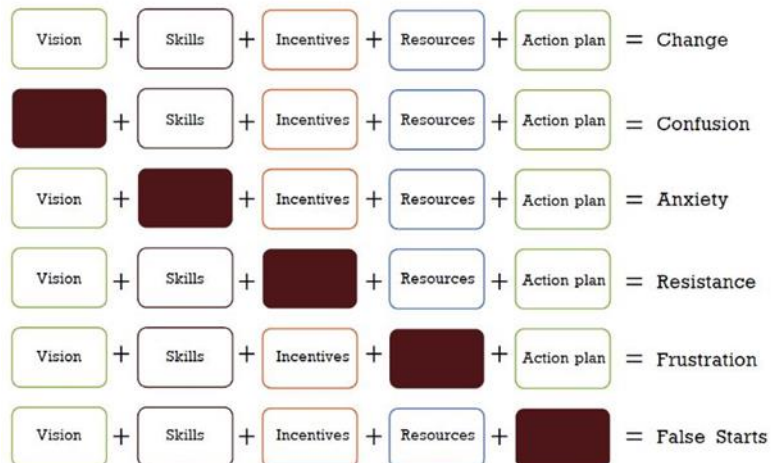 Vision + Skills + Incentives + Resources + Action plan = Change
+ Skills + Incentives + Resources + Action plan = Confusion
Vision + + Incentives + Resources + Action plan = Anxiety
Vision + Skills + + Resources + Action plan = Resistance
Vision + Skills + Incentives + + Action plan = Frustration
Vision + Skills + Incentives + Resources + = False Starts